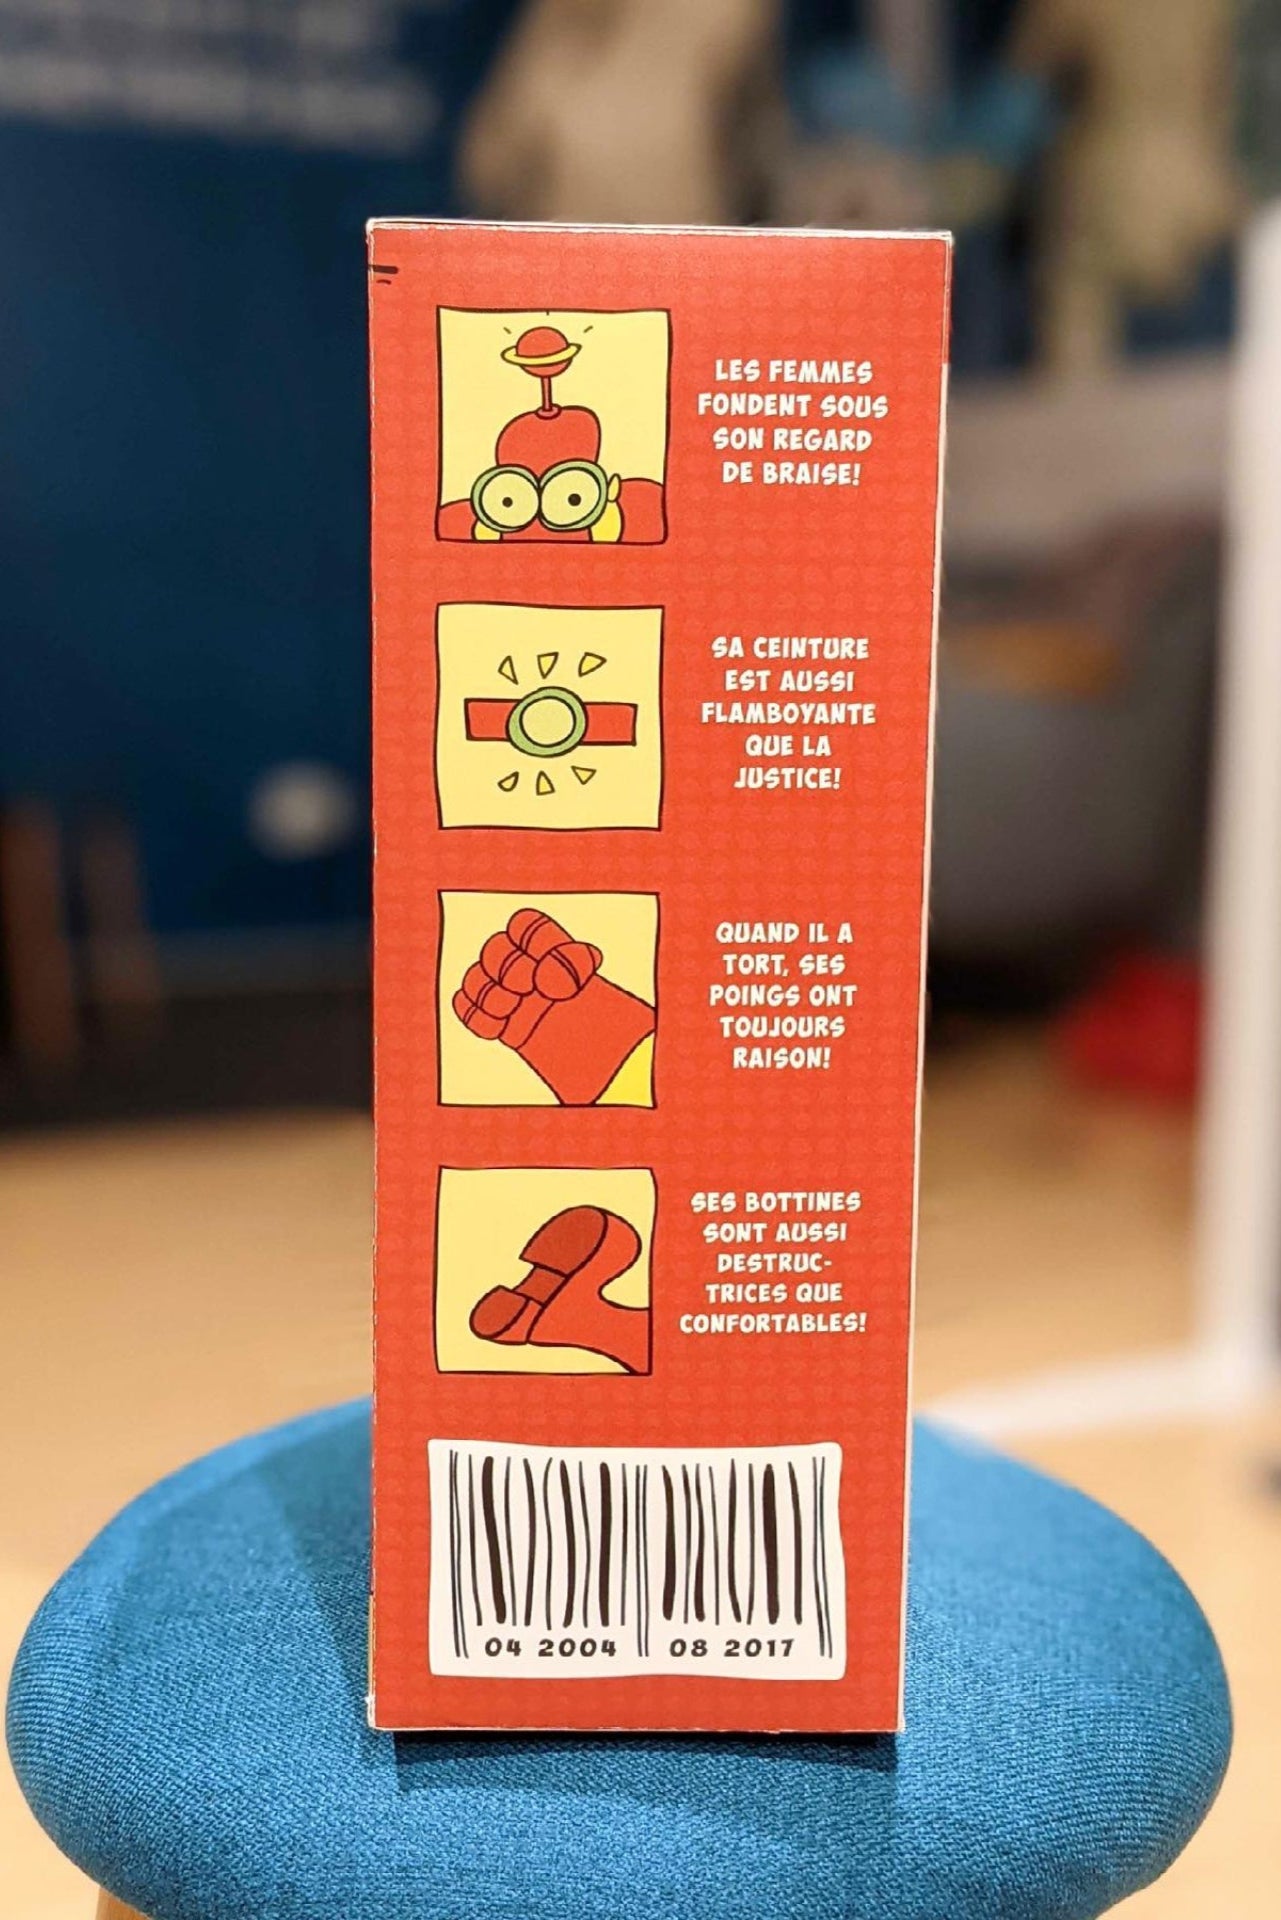 LES FEMMES
FONDENT SOUS
SON REGARD
DE BRAISE!
SA CEINTURE
EST AUSSI
FLAMBOYANTE
QUE LA
JUSTICE!
QUAND IL A
TORT, SES
POINGS ONT
TOUJOURS
RAISON!
SES BOTTINES
SONT AUSSI
DESTRUC-
TRICES QUE
CONFORTABLES!
04 2004 08 2017